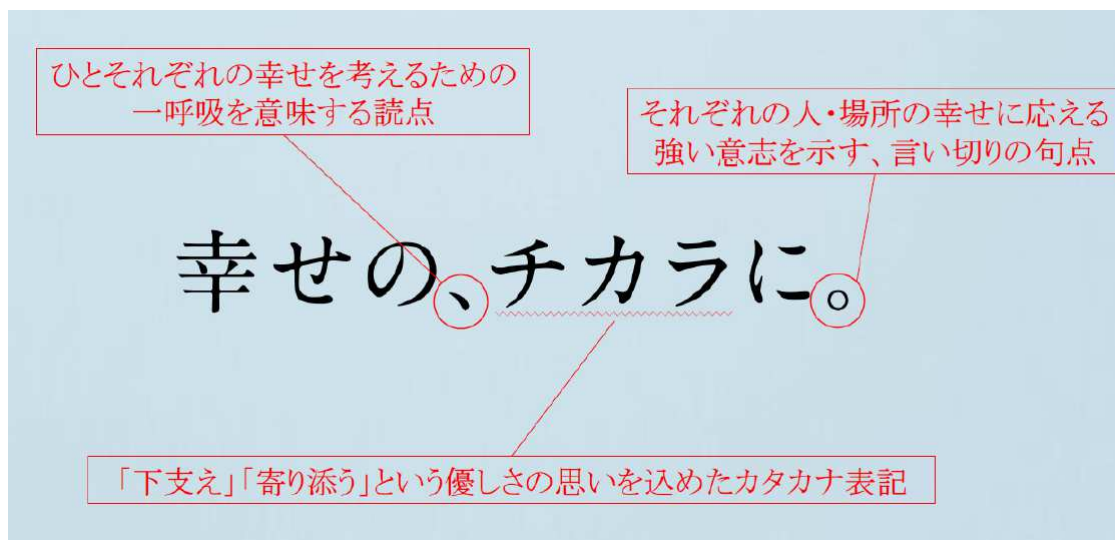 ひとそれぞれの幸せを考えるための
一呼吸を意味する読点
それぞれの人・場所の幸せに応える
強い意志を示す、言い切りの句点
幸せの、チカラに。
「下支え」「寄り添う」という優しさの思いを込めたカタカナ表記